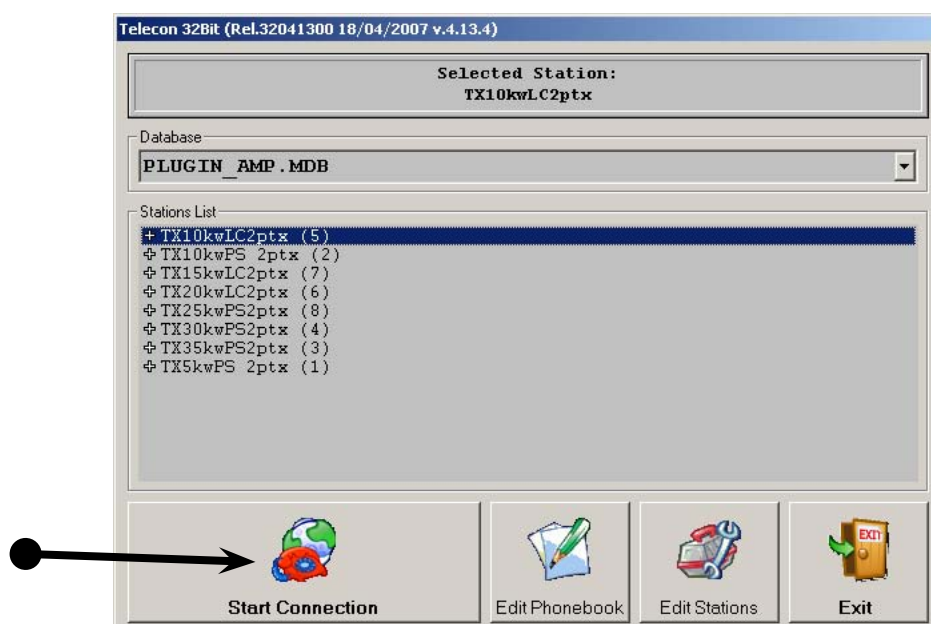 Telecon 32Bit (Rel.32041300 18/04/2007 v.4.13.4)
Selected Station:
TX10kwLC2ptx
Database
PLUGIN_AMP.MDB
Stations List
TX10kwLC2ptx (5)
TX10kwPS 2ptx (2)
TX15kwLC2ptx (7)
TX20kwLC2ptx (6)
TX25kwPS2ptx (8)
TX30kwPS2ptx (4)
TX35kwPS2ptx (3)
TX5kwPS 2ptx (1)
EXIT
Start Connection
Edit Phonebook
Edit Stations
Exit